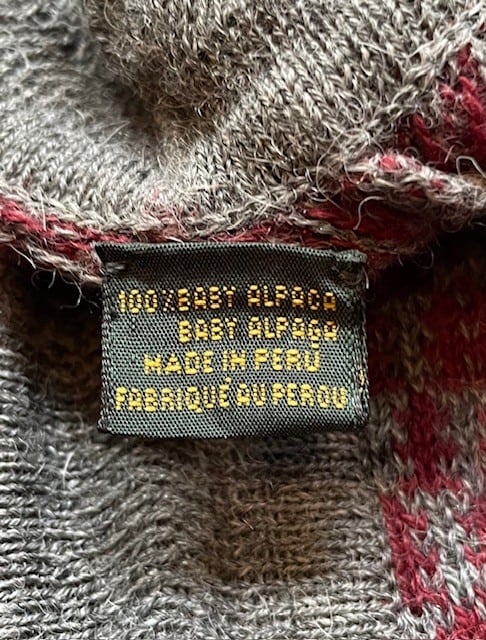 100% BABY ALPACA
BABY ALPAGA
MADE IN PERU
FABRIQUÉ AU PEROU